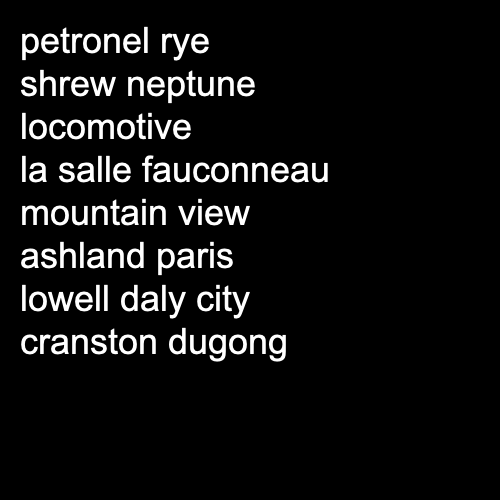 petronel rye
shrew neptune
locomotive
la salle fauconneau
mountain view
ashland paris
lowell daly city
cranston dugong